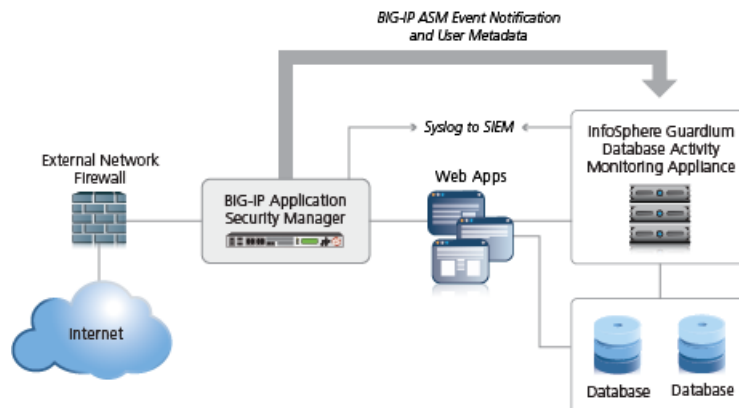 BIG-IP ASM Event Notification
and User Metadata
Syslog to SIEM
InfoSphere Guardium
Database Activity
Monitoring Appliance
External Network
Firewall
BIG-IP Application
Security Manager
Web Apps
Internet
Database
Database